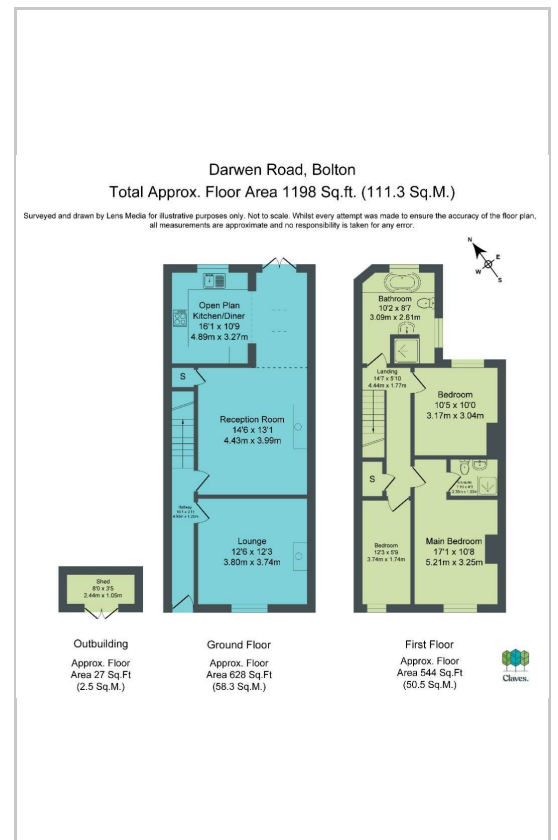 Darwen Road, Bolton
Total Approx. Floor Area 1198 Sq.ft. (111.3 Sq.M.)
Surveyed and drawn by Lens Media for illustrative purposes only. Not to scale. Whilst every attempt was made to ensure the accuracy of the floor plan,
all measurements are approximate and no responsibility is taken for any error.
N
E
W
S
Open Plan
Kitchen/Diner
16'1 x 10'9
4.89m x 3.27m
S
Reception Room
14'6 x 13'1
4.43m x 3.99m
Hallway
Lounge
12'6 x 12'3
3.80m x 3.74m
Bathroom
10'2 x 8'7
3.09m x 2.61m
Landing
14'7 x 5'10
4.44m x 1.77m
Bedroom
10'5 x 10'0
3.17m x 3.04m
S
Bedroom
12'3 x 5'9
3.74m x 1.74m
Main Bedroom
17'1 x 10'8
5.21m x 3.25m
Shed
8'0 x 3'5
2.44m x 1.05m
Outbuilding
Approx. Floor
Area 27 Sq.Ft
(2.5 Sq.M.)
Ground Floor
Approx. Floor
Area 628 Sq.Ft
(58.3 Sq.M.)
First Floor
Approx. Floor
Area 544 Sq.Ft
(50.5 Sq.M.)
Claves.